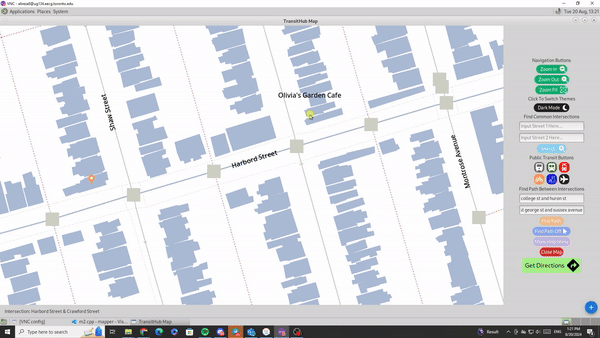 VNC - alireza6@ug134.eecg.toronto.edu
Applications Places System
Tue 20 Aug, 13:21
TransitHub Map
Olivia's Garden Cafe
Shaw Street
Harbord Street
Montrose Avenue
Navigation Buttons
Zoom In
Zoom Out
Zoom Fit
Click To Switch Themes
Dark Mode
Find Common Intersections
Input Street 1 Here...
Input Street 2 Here...
Search
Public Transit Buttons
Find Path Between Intersections
college st and huron st
st george st and sussex avenue
Find Path
Find Path Off
Close Map
Get Directions
Intersection: Harbord Street & Crawford Street
[VNC config]
m2.cpp - mapper - Vis...
TransitHub Map
Type here to search
Result
1:21 PM
8/20/2024